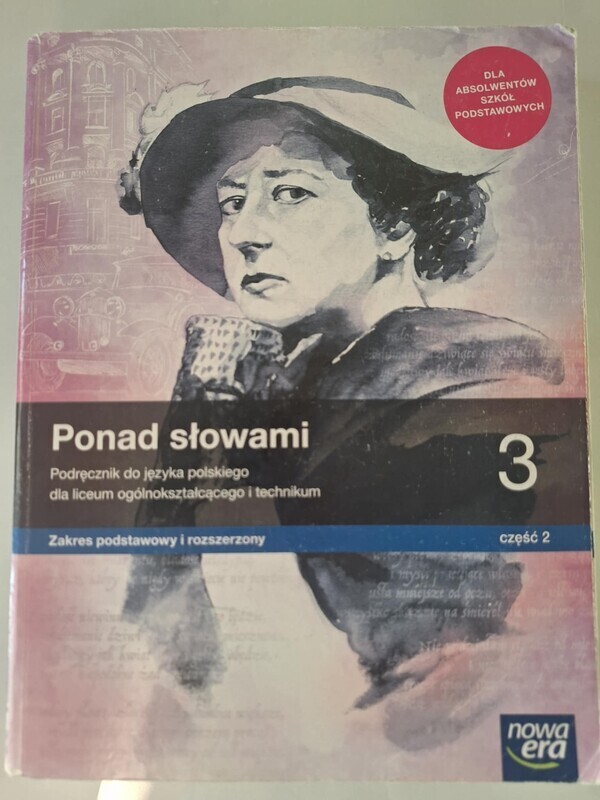 DLA
ABSOLWENTÓW
SZKÓŁ
PODSTAWOWYCH
Ponad słowami
Podręcznik do języka polskiego
dla liceum ogólnokształcącego i technikum
3
Zakres podstawowy i rozszerzony
część 2
nowa
era